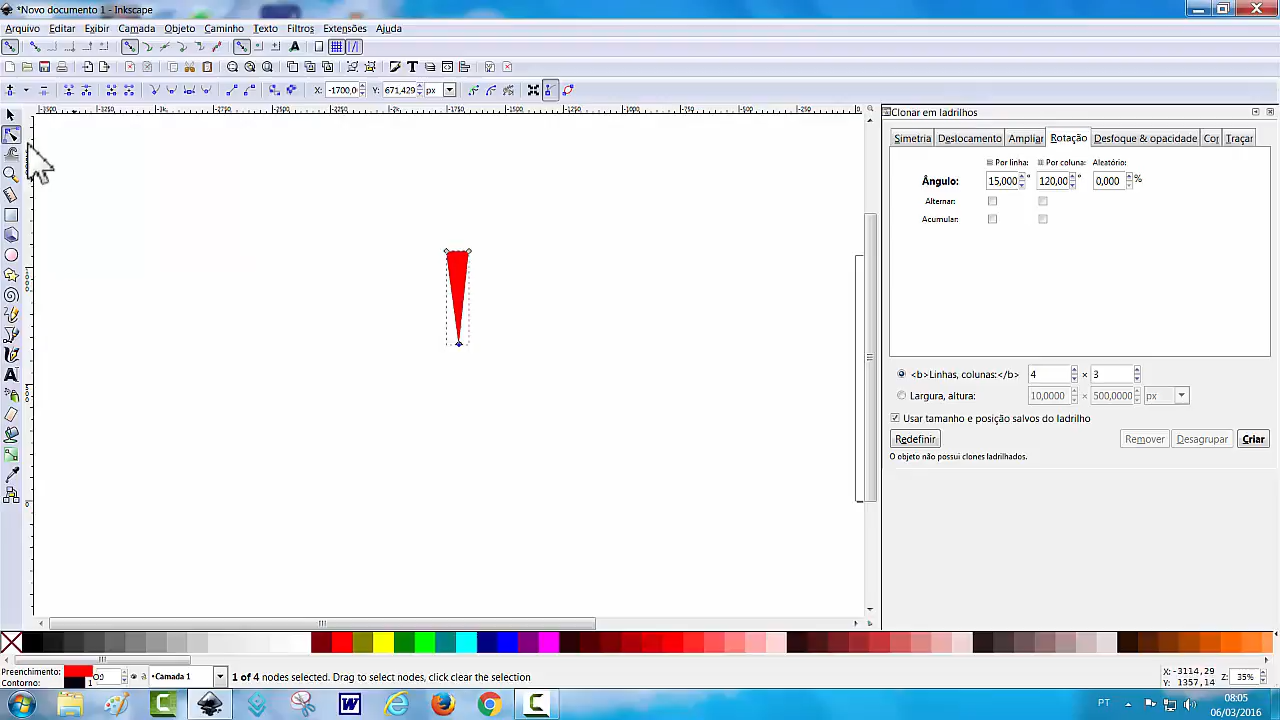 *Novo documento 1 - Inkscape
Arquivo Editar Exibir Camada Objeto Caminho Texto Filtros Extensões Ajuda
X: -1700,0 Y: 671,429 px
Clonar em ladrilhos
Simetria Deslocamento Ampliar Rotação Desfoque & opacidade Cor Traçar
Por linha: Por coluna: Aleatório:
Ângulo: 15,000 ° 120,00 ° 0,000 %
Alternar:
Acumular:
<b>Linhas, colunas:</b> 4 × 3
Largura, altura: 10,0000 × 500,0000 px
Usar tamanho e posição salvos do ladrilho
Redefinir Remover Desagrupar Criar
O objeto não possui clones ladrilhados.
Preenchimento:
Contorno: 1
Camada 1
1 of 4 nodes selected. Drag to select nodes, click clear the selection
X: -3114,29
Y: 1357,14
Z: 35%
PT
08:05
06/03/2016